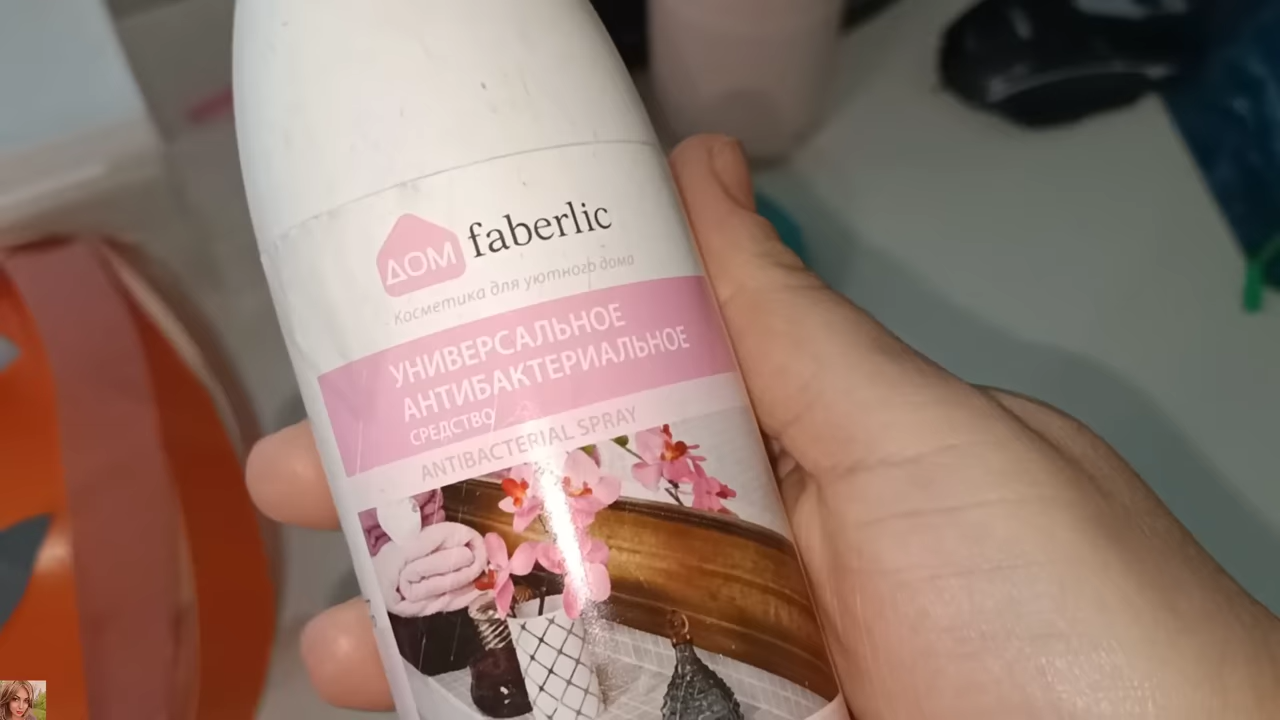 ДОМ faberlic
Косметика для уютного дома
УНИВЕРСАЛЬНОЕ
АНТИБАКТЕРИАЛЬНОЕ
СРЕДСТВО
ANTIBACTERIAL SPRAY